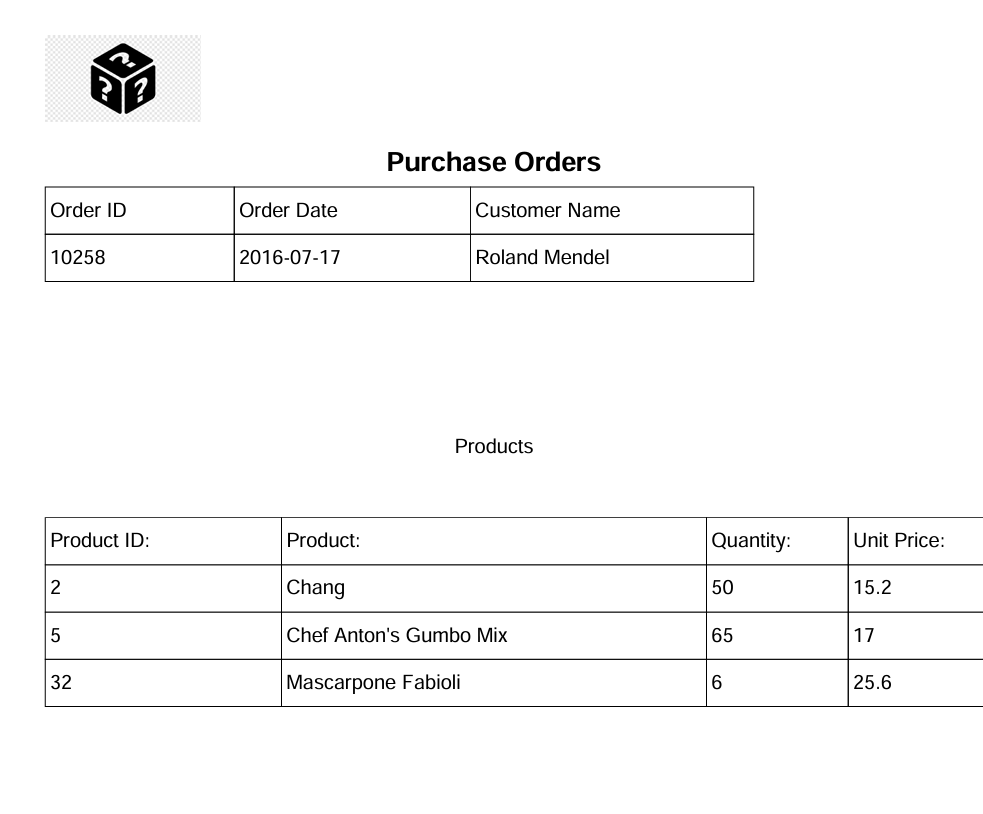 Purchase Orders
Order ID Order Date Customer Name
10258 2016-07-17 Roland Mendel
Products
Product ID: Product: Quantity: Unit Price:
2 Chang 50 15.2
5 Chef Anton's Gumbo Mix 65 17
32 Mascarpone Fabioli 6 25.6